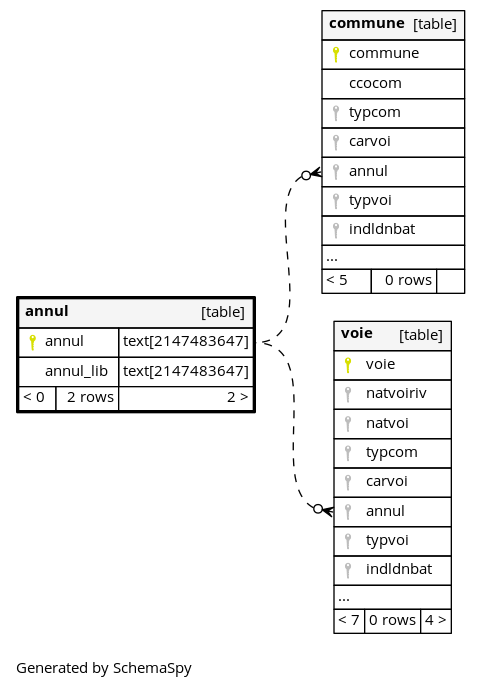 commune [table]
commune
ccocom
typcom
carvoi
annul
typvoi
indldnbat
...
< 5 0 rows
annul [table]
annul text[2147483647]
annul_lib text[2147483647]
< 0 2 rows 2 >
voie [table]
voie
natvoiriv
natvoi
typcom
carvoi
annul
typvoi
indldnbat
...
< 7 0 rows 4 >
Generated by SchemaSpy